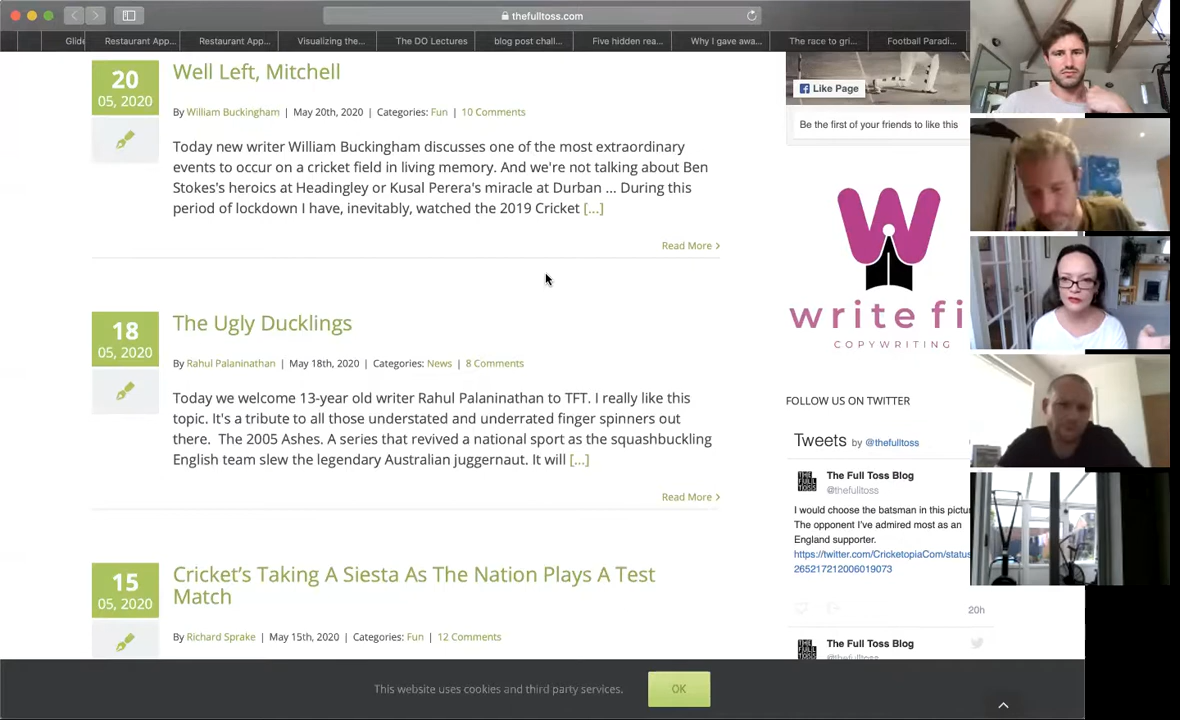 thefulltoss.com
Glide
Restaurant App...
Restaurant App...
Visualizing the...
The DO Lectures
blog post chall...
Five hidden rea...
Why I gave awa...
The race to gri...
Football Paradi...
20
05, 2020
Well Left, Mitchell
By William Buckingham | May 20th, 2020 | Categories: Fun | 10 Comments
Today new writer William Buckingham discusses one of the most extraordinary
events to occur on a cricket field in living memory. And we're not talking about Ben
Stokes's heroics at Headingley or Kusal Perera's miracle at Durban ... During this
period of lockdown I have, inevitably, watched the 2019 Cricket [...]
Read More >
18
05, 2020
The Ugly Ducklings
By Rahul Palaninathan | May 18th, 2020 | Categories: News | 8 Comments
Today we welcome 13-year old writer Rahul Palaninathan to TFT. I really like this
topic. It's a tribute to all those understated and underrated finger spinners out
there. The 2005 Ashes. A series that revived a national sport as the squashbuckling
English team slew the legendary Australian juggernaut. It will [...]
Read More >
15
05, 2020
Cricket's Taking A Siesta As The Nation Plays A Test
Match
By Richard Sprake | May 15th, 2020 | Categories: Fun | 12 Comments
Like Page
Be the first of your friends to like this
write fi
COPYWRITING
FOLLOW US ON TWITTER
Tweets by @thefulltoss
THE FULL TOSS
The Full Toss Blog
@thefulltoss
I would choose the batsman in this
The opponent I've admired most as an
England supporter.
https://twitter.com/CricketopiaCom/status
265217212006019073
20h
The Full Toss Blog
@thefulltoss
This website uses cookies and third party services.
OK